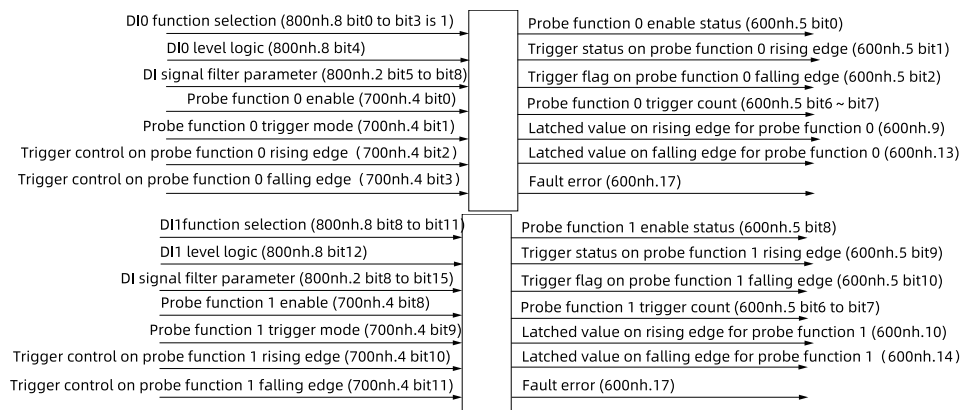 DI0 function selection (800nh.8 bit0 to bit3 is 1)
DI0 level logic (800nh.8 bit4)
DI signal filter parameter (800nh.2 bit5 to bit8)
Probe function 0 enable (700nh.4 bit0)
Probe function 0 trigger mode (700nh.4 bit1)
Trigger control on probe function 0 rising edge (700nh.4 bit2)
Trigger control on probe function 0 falling edge (700nh.4 bit3)
Probe function 0 enable status (600nh.5 bit0)
Trigger status on probe function 0 rising edge (600nh.5 bit1)
Trigger flag on probe function 0 falling edge (600nh.5 bit2)
Probe function 0 trigger count (600nh.5 bit6 ~ bit7)
Latched value on rising edge for probe function 0 (600nh.9)
Latched value on falling edge for probe function 0 (600nh.13)
Fault error (600nh.17)
DI1function selection (800nh.8 bit8 to bit11)
DI1 level logic (800nh.8 bit12)
DI signal filter parameter (800nh.2 bit8 to bit15)
Probe function 1 enable (700nh.4 bit8)
Probe function 1 trigger mode (700nh.4 bit9)
Trigger control on probe function 1 rising edge (700nh.4 bit10)
Trigger control on probe function 1 falling edge (700nh.4 bit11)
Probe function 1 enable status (600nh.5 bit8)
Trigger status on probe function 1 rising edge (600nh.5 bit9)
Trigger flag on probe function 1 falling edge (600nh.5 bit10)
Probe function 1 trigger count (600nh.5 bit6 to bit7)
Latched value on rising edge for probe function 1 (600nh.10)
Latched value on falling edge for probe function 1 (600nh.14)
Fault error (600nh.17)